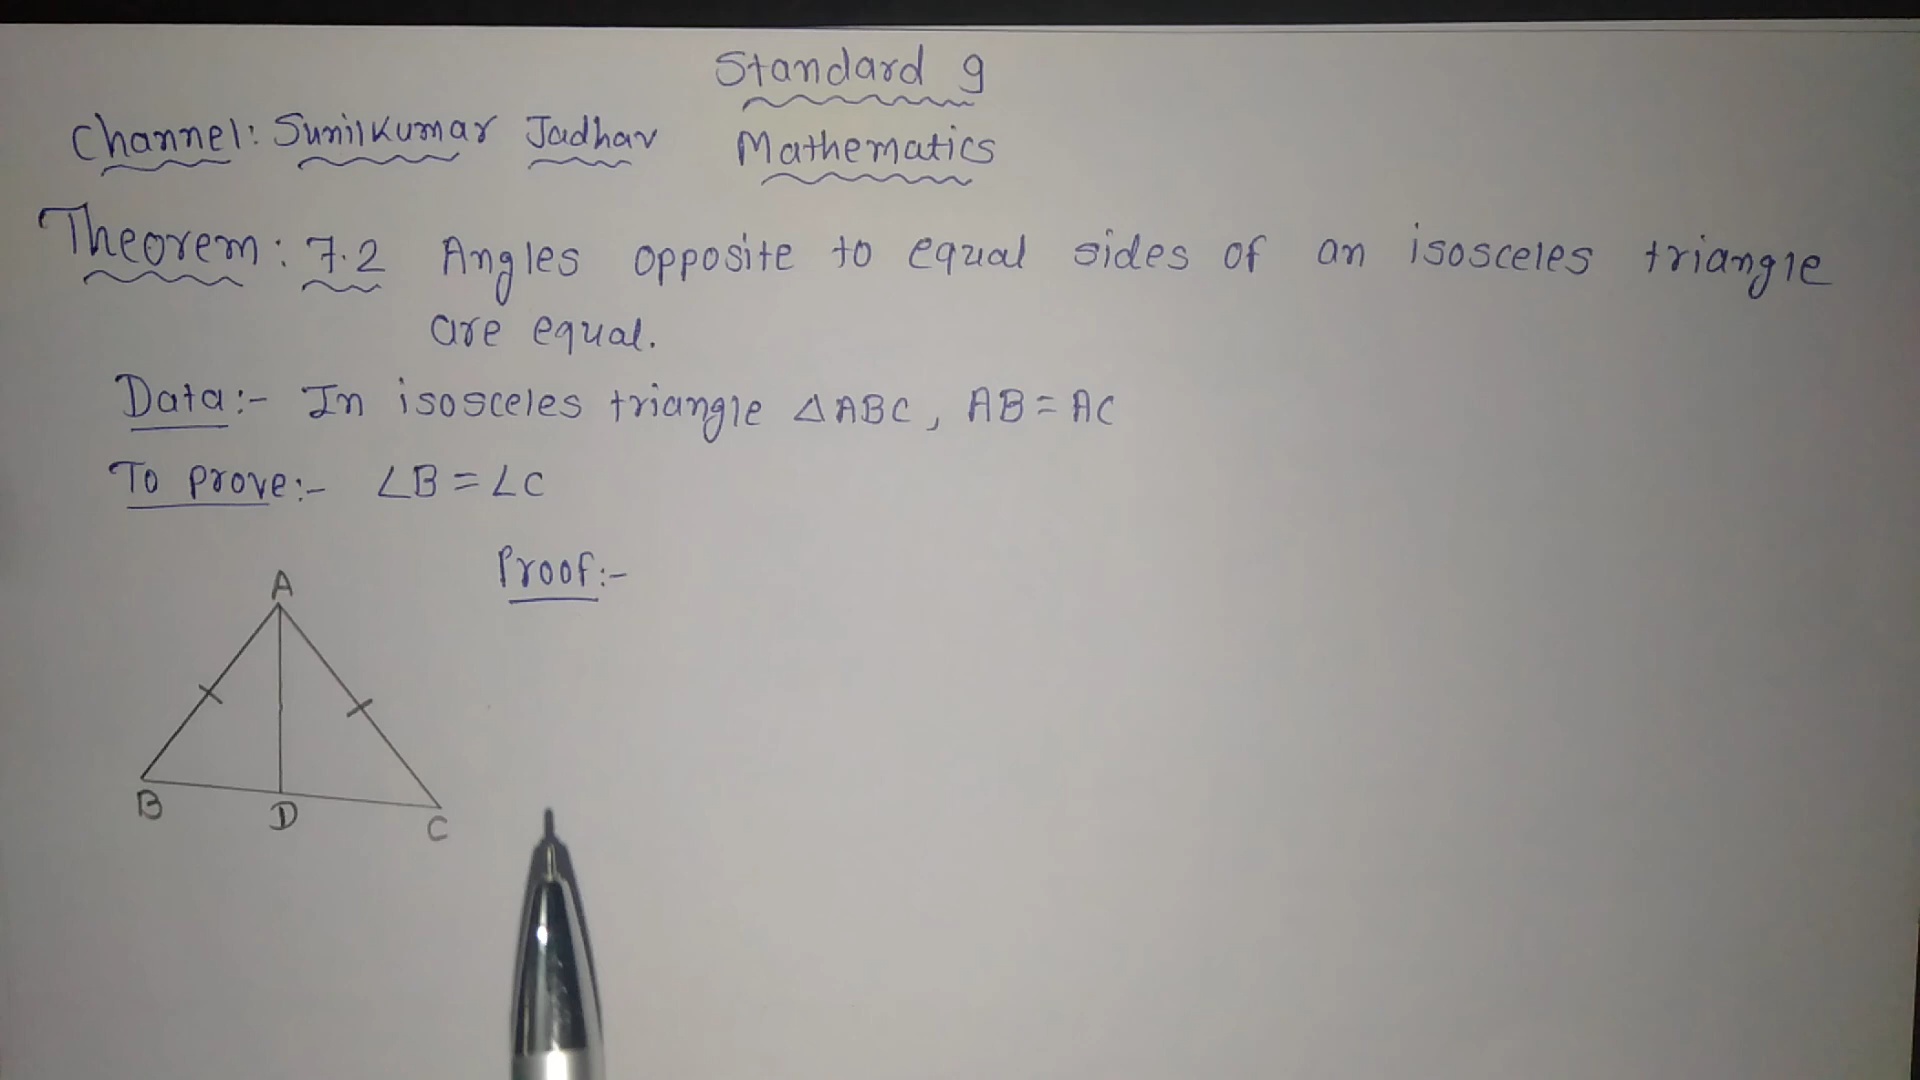 Standard 9
Channel: Sunilkumar Jadhav
Mathematics
Theorem: 7.2 Angles opposite to equal sides of an isosceles triangle
are equal.
Data:- In isosceles triangle △ABC, AB = AC
To prove:- ∠B = ∠C
Proof:-
A
B
D
C